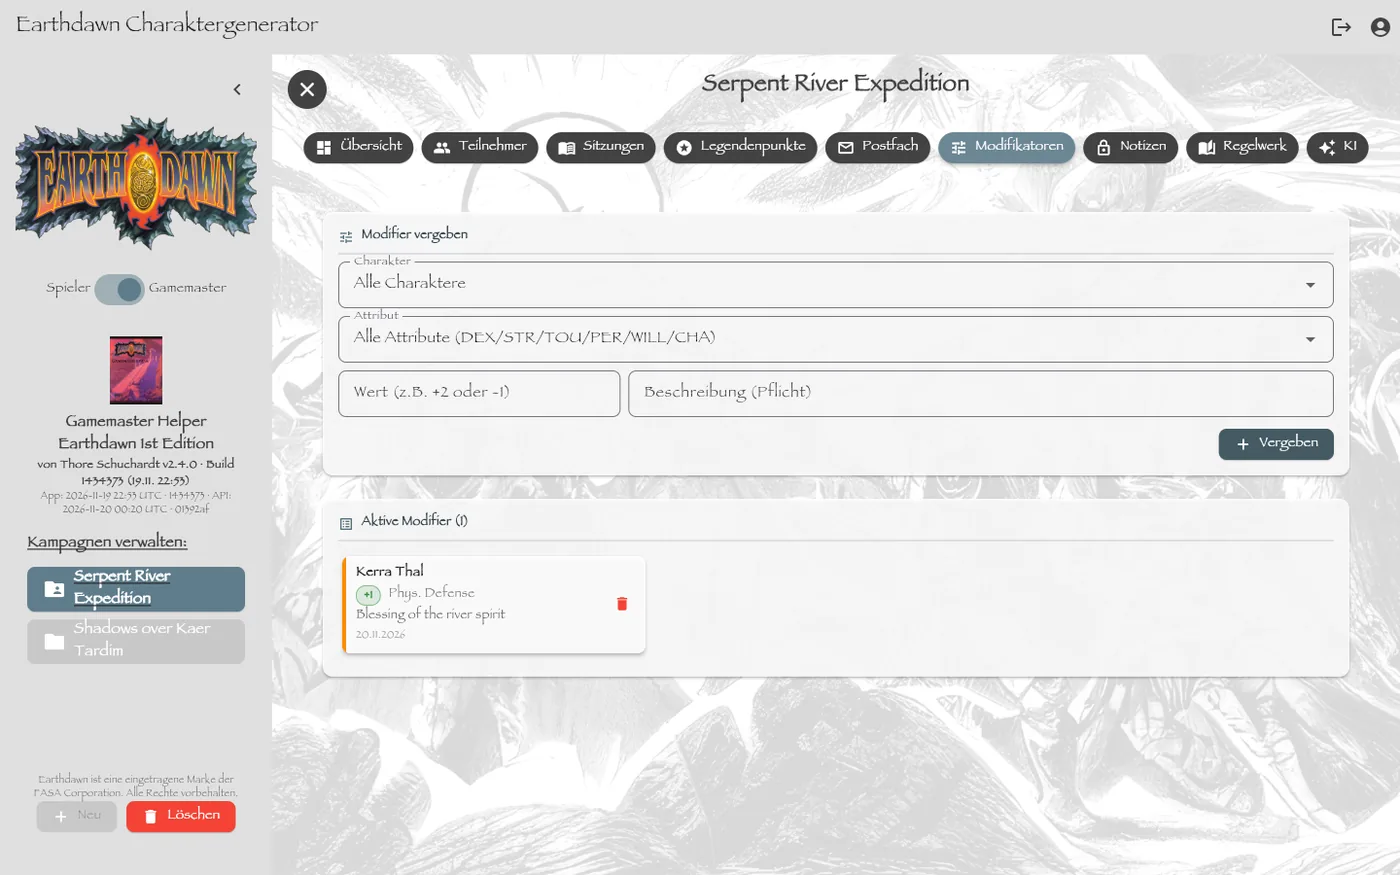 Earthdawn Charaktergenerator
Serpent River Expedition
Übersicht
Teilnehmer
Sitzungen
Legendenpunkte
Postfach
Modifikatoren
Notizen
Regelwerk
KI
EARTHDAWN
Spieler
Gamemaster
Gamemaster Helper
Earthdawn 1st Edition
von Thore Schuchardt v2.4.0 · Build
1434373 (19.11. 22:53)
App: 2026-11-19 22:53 UTC · 1434373 · API:
2026-11-20 00:20 UTC · 01392af
Kampagnen verwalten:
Serpent River
Expedition
Shadows over Kaer
Tardim
Earthdawn ist eine eingetragene Marke der
FASA Corporation. Alle Rechte vorbehalten.
Neu
Löschen
Modifier vergeben
Charakter
Alle Charaktere
Attribut
Alle Attribute (DEX/STR/TOU/PER/WILL/CHA)
Wert (z.B. +2 oder -1)
Beschreibung (Pflicht)
Vergeben
Aktive Modifier (1)
Kerra Thal
+1 Phys. Defense
Blessing of the river spirit
20.11.2026